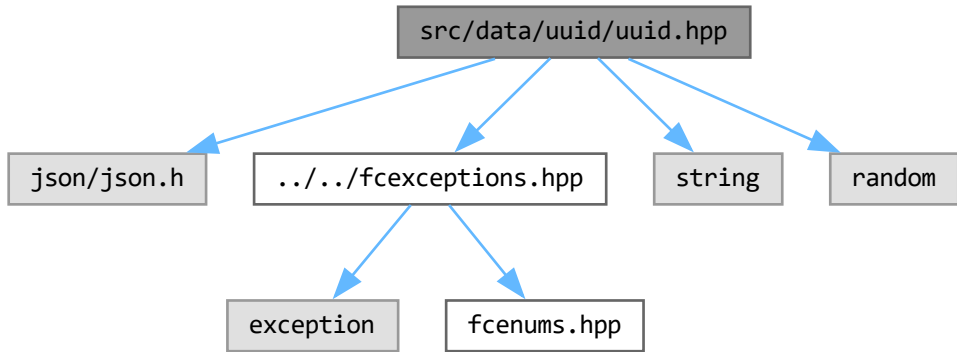 src/data/uuid/uuid.hpp
json/json.h
../../fcexceptions.hpp
string
random
exception
fcenums.hpp